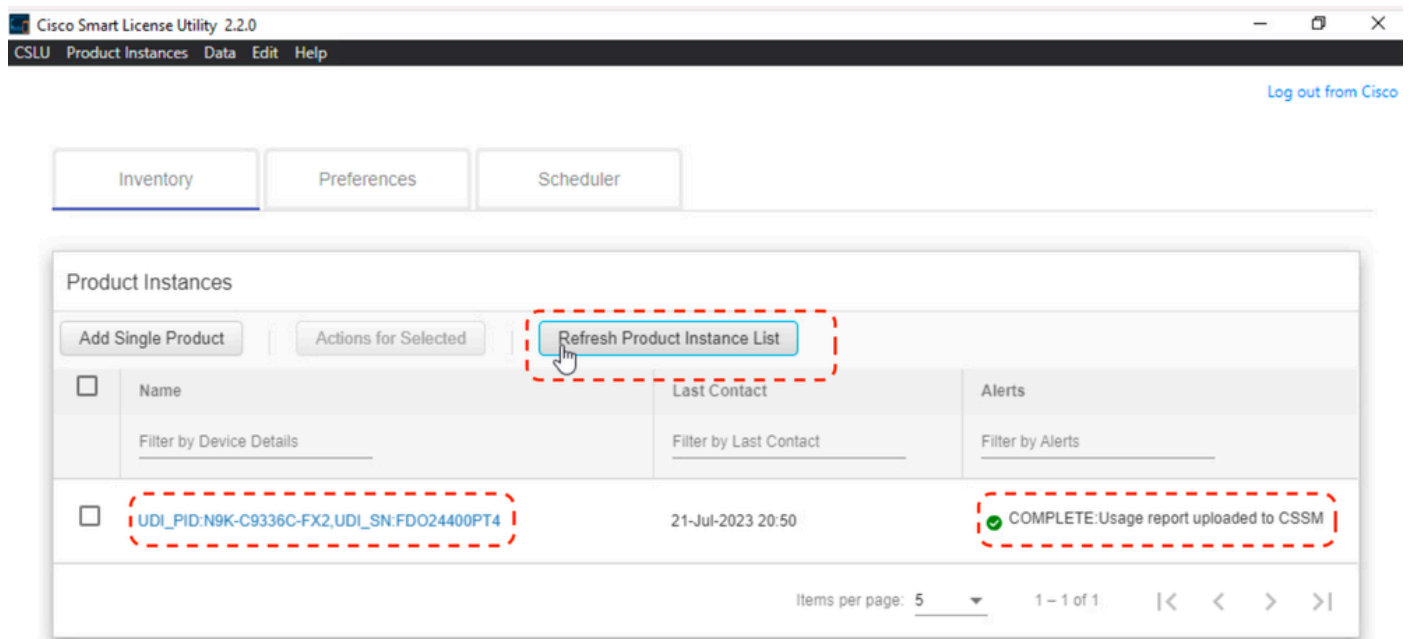 Cisco Smart License Utility 2.2.0
CSLU Product Instances Data Edit Help
Log out from Cisco
Inventory Preferences Scheduler
Product Instances
Add Single Product Actions for Selected Refresh Product Instance List
Name Last Contact Alerts
Filter by Device Details Filter by Last Contact Filter by Alerts
UDI_PID:N9K-C9336C-FX2,UDI_SN:FDO24400PT4 21-Jul-2023 20:50 COMPLETE:Usage report uploaded to CSSM
Items per page: 5 1 – 1 of 1